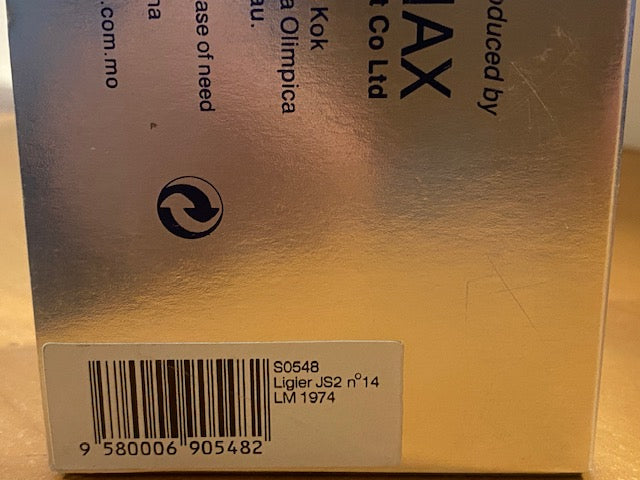 oduced by
IAX
t Co Ltd
Kok
a Olimpica
au.
ase of need
na
.com.mo
S0548
Ligier JS2 nº14
LM 1974
9 580006 905482